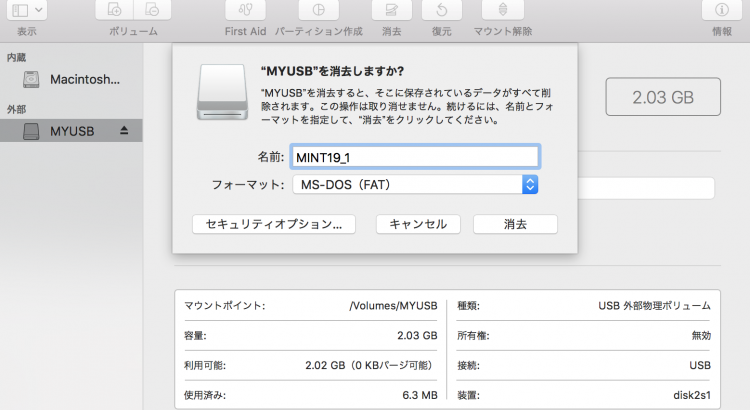 表示
ボリューム
First Aid
パーティション作成
消去
復元
マウント解除
情報
内蔵
Macintosh...
外部
MYUSB
“MYUSB”を消去しますか?
“MYUSB”を消去すると、そこに保存されているデータがすべて削
除されます。この操作は取り消せません。続けるには、名前とフォ
ーマットを指定して、“消去”をクリックしてください。
名前:
MINT19_1
フォーマット:
MS-DOS（FAT）
セキュリティオプション...
キャンセル
消去
2.03 GB
マウントポイント:
/Volumes/MYUSB
種類:
USB 外部物理ボリューム
容量:
2.03 GB
所有権:
無効
利用可能:
2.02 GB（0 KBパージ可能）
接続:
USB
使用済み:
6.3 MB
装置:
disk2s1